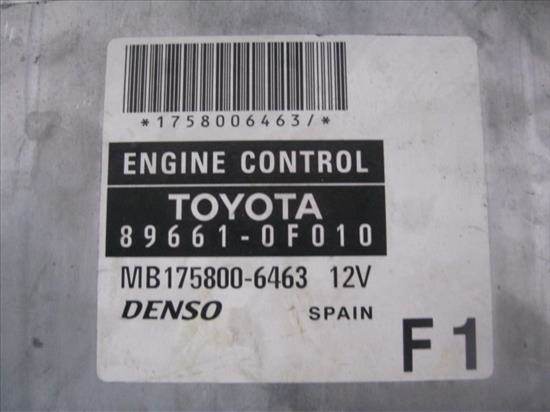 *1758006463/*
ENGINE CONTROL
TOYOTA
89661-0F010
MB175800-6463 12V
DENSO SPAIN
F1